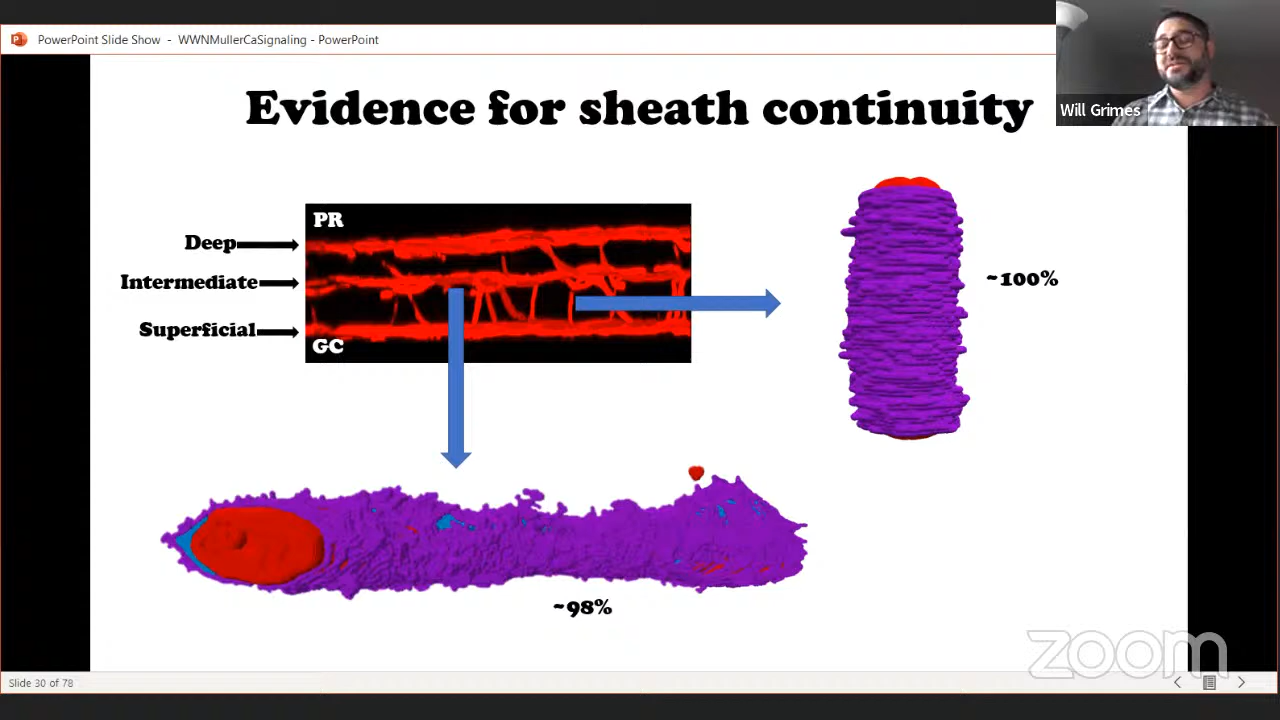 PowerPoint Slide Show - WWNMullerCaSignaling - PowerPoint
Will Grimes
Evidence for sheath continuity
PR
Deep
Intermediate
Superficial
GC
~100%
~98%
zoom
Slide 30 of 78